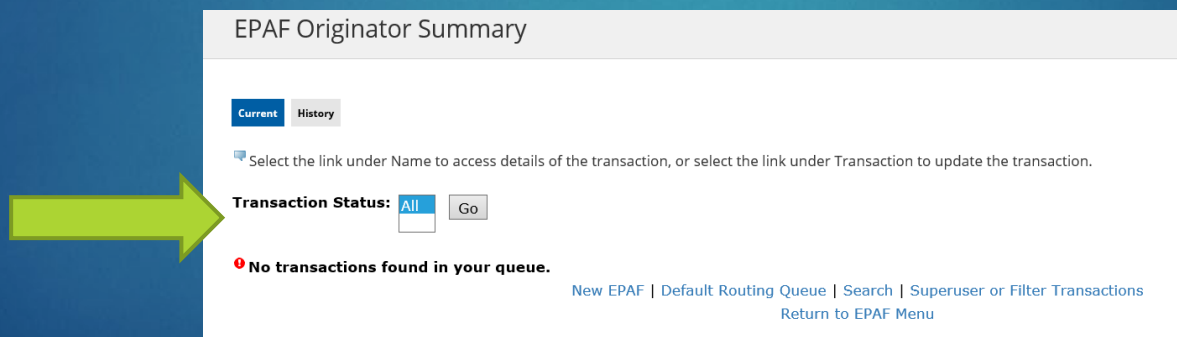 EPAF Originator Summary
Current History
Select the link under Name to access details of the transaction, or select the link under Transaction to update the transaction.
Transaction Status: All Go
No transactions found in your queue.
New EPAF | Default Routing Queue | Search | Superuser or Filter Transactions
Return to EPAF Menu